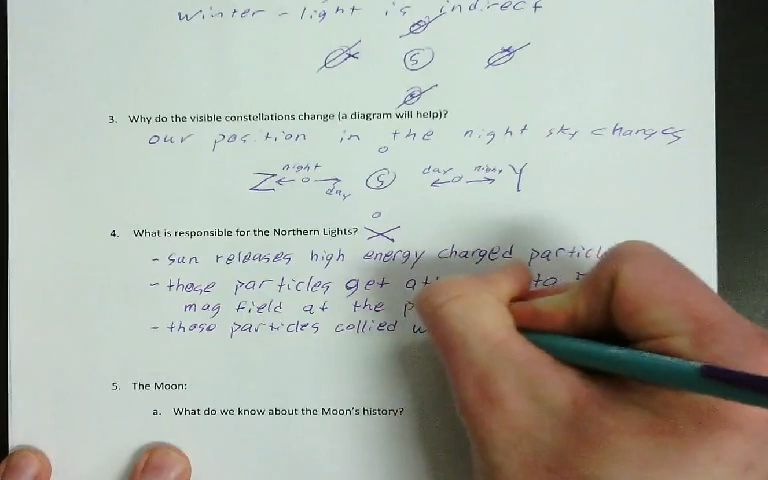 winter - light is indirect
S
3. Why do the visible constellations change (a diagram will help)?
our position in the night sky changes
Z night day S day night Y
4. What is responsible for the Northern Lights?
- sun releases high energy charged
- these particles get to
mag field at the
- those particles collied
5. The Moon:
a. What do we know about the Moon's history?